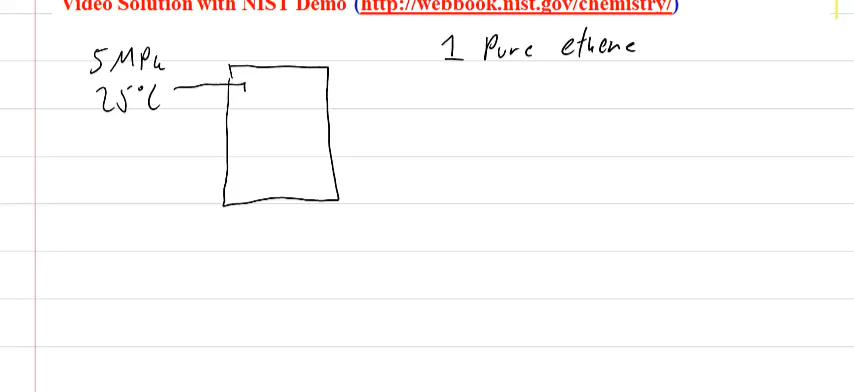 Video Solution with NIST Demo (http://webbook.nist.gov/chemistry/)
1 Pure ethene
5 MPa
25°C